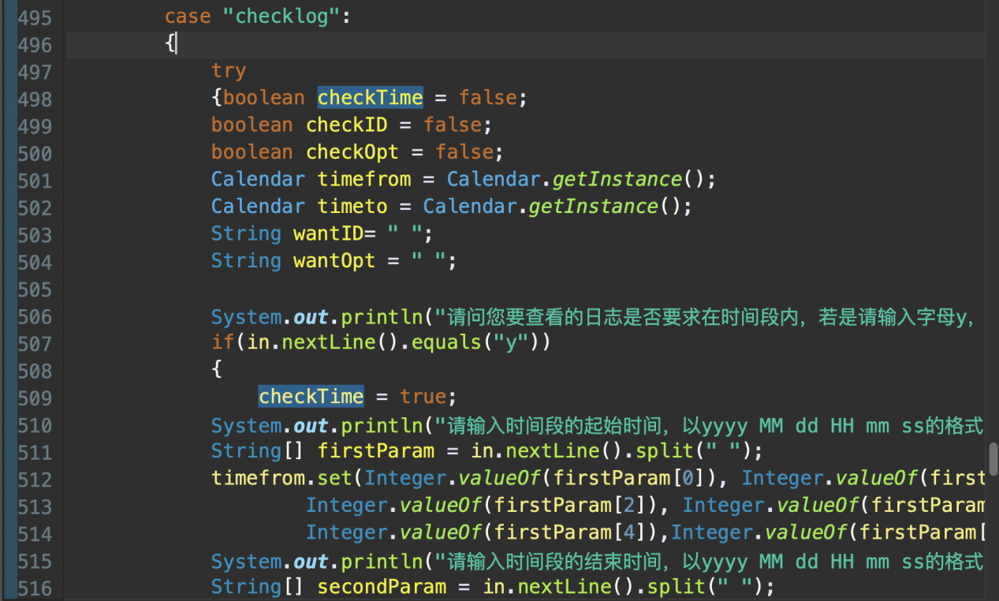 495 case "checklog":
496 {
497 try
498 {boolean checkTime = false;
499 boolean checkID = false;
500 boolean checkOpt = false;
501 Calendar timefrom = Calendar.getInstance();
502 Calendar timeto = Calendar.getInstance();
503 String wantID= " ";
504 String wantOpt = " ";
505
506 System.out.println("请问您要查看的日志是否要求在时间段内，若是请输入字母y，
507 if(in.nextLine().equals("y"))
508 {
509 checkTime = true;
510 System.out.println("请输入时间段的起始时间，以yyyy MM dd HH mm ss的格式
511 String[] firstParam = in.nextLine().split(" ");
512 timefrom.set(Integer.valueOf(firstParam[0]), Integer.valueOf(first
513 Integer.valueOf(firstParam[2]), Integer.valueOf(firstParam
514 Integer.valueOf(firstParam[4]),Integer.valueOf(firstParam[
515 System.out.println("请输入时间段的结束时间，以yyyy MM dd HH mm ss的格式
516 String[] secondParam = in.nextLine().split(" ");